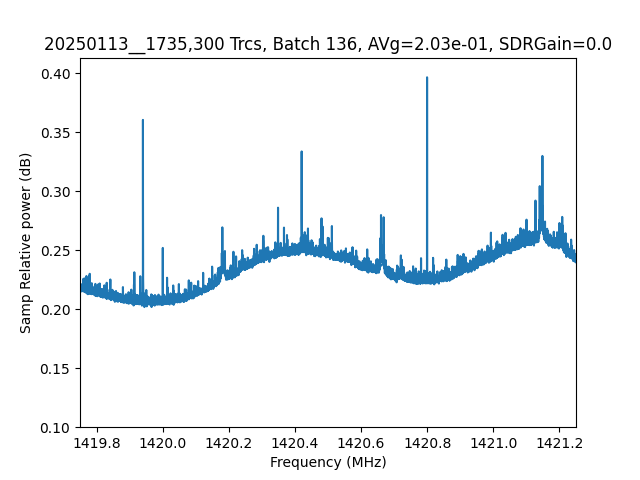 20250113__1735,300 Trcs, Batch 136, AVg=2.03e-01, SDRGain=0.0
Samp Relative power (dB)
0.40
0.35
0.30
0.25
0.20
0.15
0.10
1419.8 1420.0 1420.2 1420.4 1420.6 1420.8 1421.0 1421.2
Frequency (MHz)